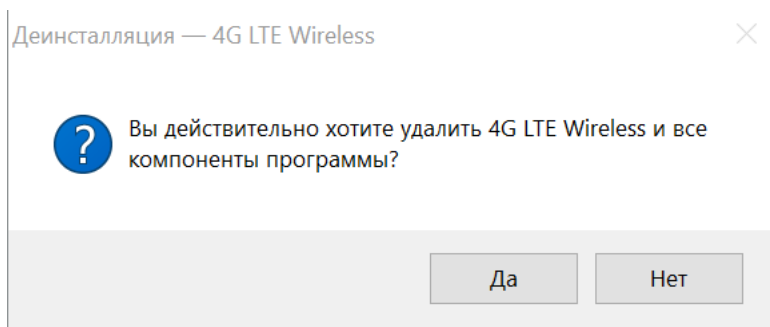 Деинсталляция — 4G LTE Wireless
Вы действительно хотите удалить 4G LTE Wireless и все
компоненты программы?
Да Нет